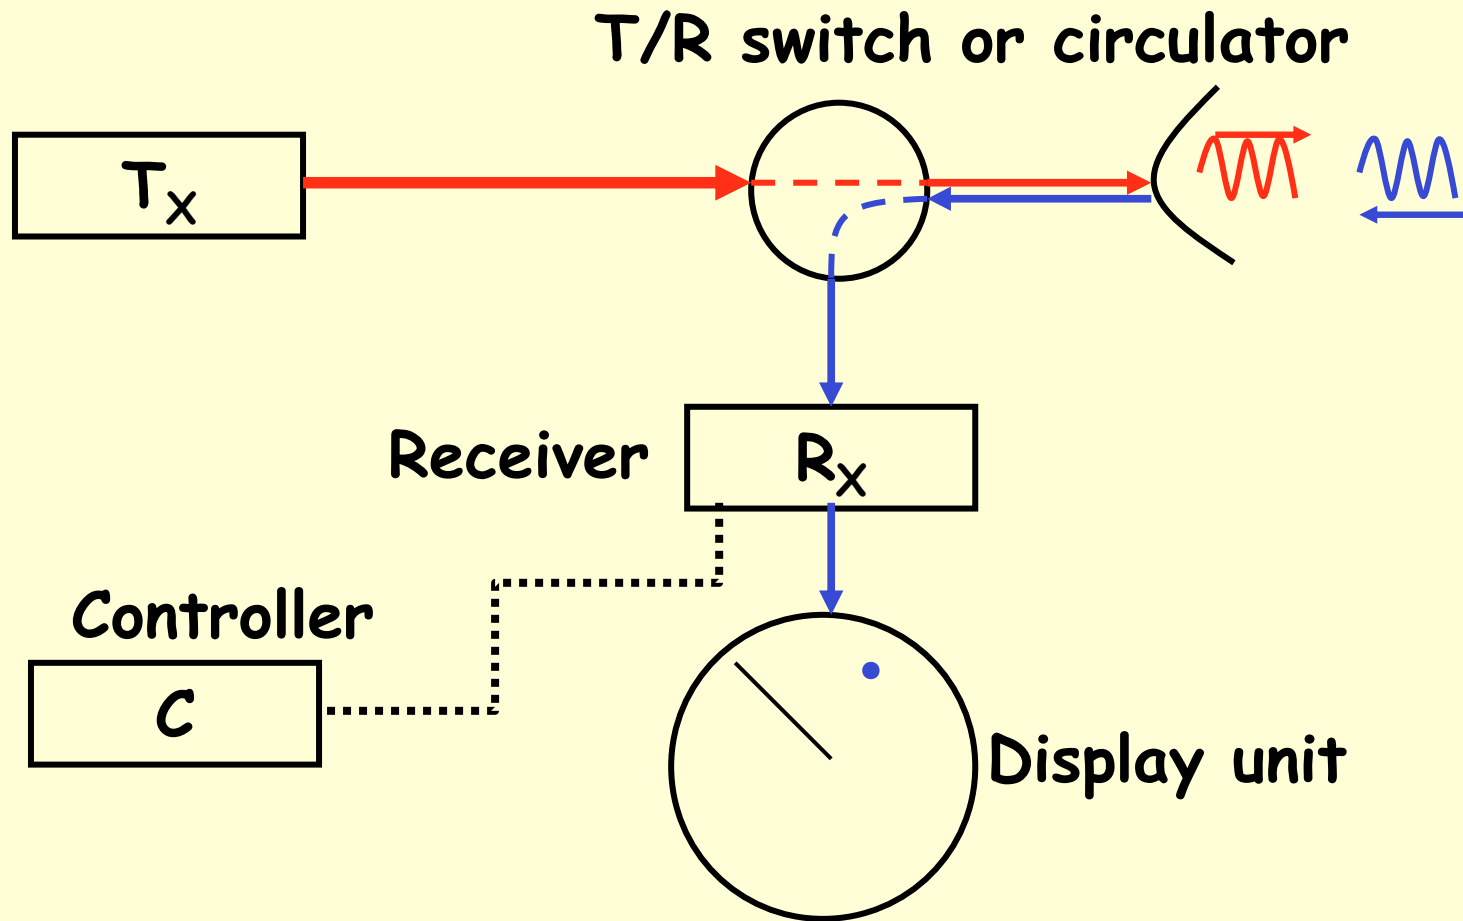 T/R switch or circulator
Tx
Receiver
Rx
Controller
C
Display unit